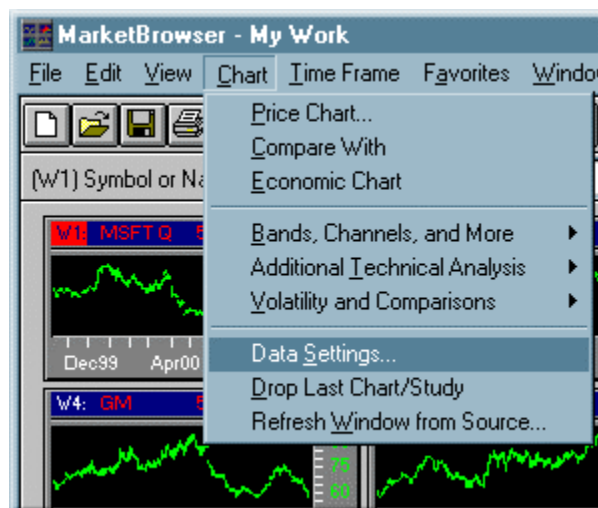 MarketBrowser - My Work
File Edit View Chart Time Frame Favorites Windo
Price Chart...
Compare With
(W1) Symbol or Na
Economic Chart
W1: MSFT Q 5
Bands, Channels, and More
Additional Technical Analysis
Volatility and Comparisons
Dec99 Apr00
Data Settings...
Drop Last Chart/Study
W4: GM
Refresh Window from Source...
75
60